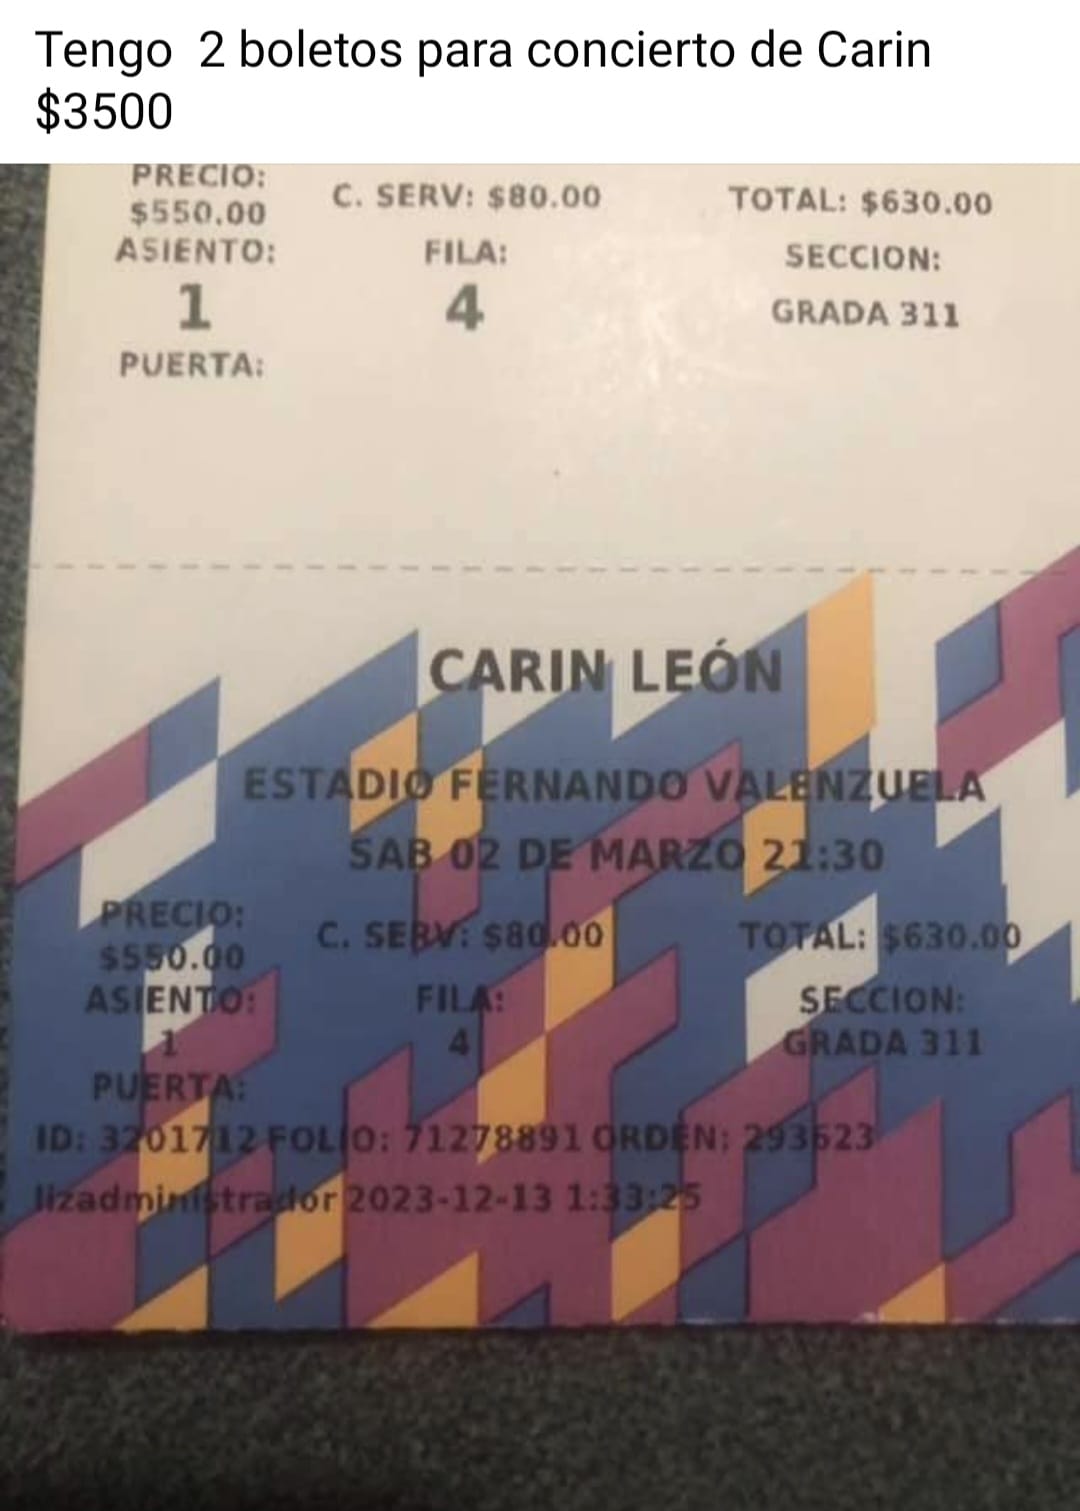 Tengo  2 boletos para concierto de Carin
$3500
PRECIO:
$550.00
C. SERV: $80.00
TOTAL: $630.00
ASIENTO:
FILA:
SECCION:
1
4
GRADA 311
PUERTA:
CARIN LEÓN
ESTADIO FERNANDO VALENZUELA
SAB 02 DE MARZO 21:30
PRECIO:
$550.00
C. SERV: $80.00
TOTAL: $630.00
ASIENTO:
FILA:
SECCION:
1
4
GRADA 311
PUERTA:
ID: 3201712 FOLIO: 71278891 ORDEN: 293523
lizadministrador 2023-12-13 1:33:25